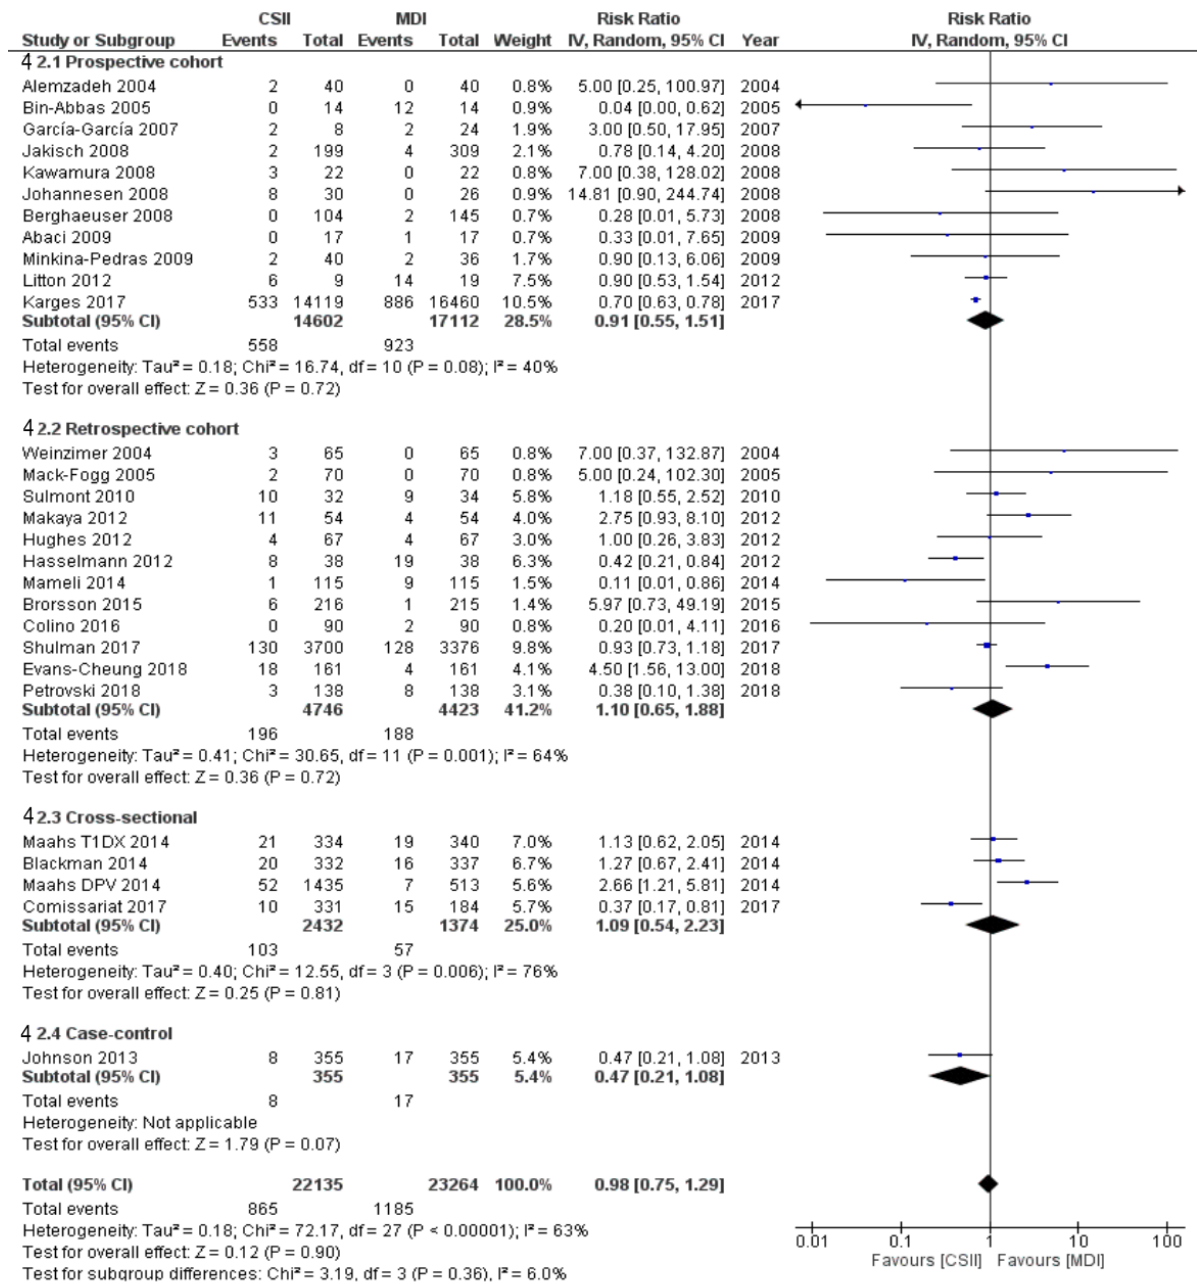 CSII MDI Risk Ratio Risk Ratio
Study or Subgroup Events Total Events Total Weight IV, Random, 95% CI Year IV, Random, 95% CI
4 2.1 Prospective cohort
Alemzadeh 2004 2 40 0 40 0.8% 5.00 [0.25, 100.97] 2004
Bin-Abbas 2005 0 14 12 14 0.9% 0.04 [0.00, 0.62] 2005
García-García 2007 2 8 2 24 1.9% 3.00 [0.50, 17.95] 2007
Jakisch 2008 2 199 4 309 2.1% 0.78 [0.14, 4.20] 2008
Kawamura 2008 3 22 0 22 0.8% 7.00 [0.38, 128.02] 2008
Johannesen 2008 8 30 0 26 0.9% 14.81 [0.90, 244.74] 2008
Berghaeuser 2008 0 104 2 145 0.7% 0.28 [0.01, 5.73] 2008
Abaci 2009 0 17 1 17 0.7% 0.33 [0.01, 7.65] 2009
Minkina-Pedras 2009 2 40 2 36 1.7% 0.90 [0.13, 6.06] 2009
Litton 2012 6 9 14 19 7.7% 0.90 [0.53, 1.54] 2012
Karges 2017 533 14119 886 16460 10.5% 0.70 [0.63, 0.78] 2017
Subtotal (95% CI) 14602 17112 28.5% 0.91 [0.55, 1.51]
Total events 558 923
Heterogeneity: Tau² = 0.18; Chi² = 16.74, df = 10 (P = 0.08); I² = 40%
Test for overall effect: Z = 0.36 (P = 0.72)
4 2.2 Retrospective cohort
Weinzimer 2004 3 65 0 65 0.8% 7.00 [0.37, 132.87] 2004
Mack-Fogg 2005 2 70 0 70 0.8% 5.00 [0.24, 102.30] 2005
Sulmont 2010 10 32 9 34 5.8% 1.18 [0.55, 2.52] 2010
Makaya 2012 11 54 4 54 4.0% 2.75 [0.93, 8.10] 2012
Hughes 2012 4 67 4 67 3.0% 1.00 [0.26, 3.83] 2012
Hasselmann 2012 8 38 19 38 6.3% 0.42 [0.21, 0.84] 2012
Mameli 2014 1 115 9 115 1.5% 0.11 [0.01, 0.86] 2014
Brorsson 2015 6 216 1 215 1.4% 5.97 [0.73, 49.19] 2015
Colino 2016 0 90 2 90 0.8% 0.20 [0.01, 4.11] 2016
Shulman 2017 130 3700 128 3376 9.8% 0.93 [0.73, 1.18] 2017
Evans-Cheung 2018 18 161 4 161 4.1% 4.50 [1.56, 13.00] 2018
Petrovski 2018 3 138 8 138 3.1% 0.38 [0.10, 1.38] 2018
Subtotal (95% CI) 4746 4423 41.2% 1.10 [0.65, 1.88]
Total events 196 188
Heterogeneity: Tau² = 0.41; Chi² = 30.65, df = 11 (P = 0.001); I² = 64%
Test for overall effect: Z = 0.36 (P = 0.72)
4 2.3 Cross-sectional
Maahs T1DX 2014 21 334 19 340 7.0% 1.13 [0.62, 2.05] 2014
Blackman 2014 20 332 16 337 6.7% 1.27 [0.67, 2.41] 2014
Maahs DPV 2014 52 1435 7 513 5.6% 2.66 [1.21, 5.81] 2014
Comissariat 2017 10 331 15 184 5.7% 0.37 [0.17, 0.81] 2017
Subtotal (95% CI) 2432 1374 25.0% 1.09 [0.54, 2.23]
Total events 103 57
Heterogeneity: Tau² = 0.40; Chi² = 12.55, df = 3 (P = 0.006); I² = 76%
Test for overall effect: Z = 0.25 (P = 0.81)
4 2.4 Case-control
Johnson 2013 8 355 17 355 5.4% 0.47 [0.21, 1.08] 2013
Subtotal (95% CI) 355 355 5.4% 0.47 [0.21, 1.08]
Total events 8 17
Heterogeneity: Not applicable
Test for overall effect: Z = 1.79 (P = 0.07)
Total (95% CI) 22135 23264 100.0% 0.98 [0.75, 1.29]
Total events 865 1185
Heterogeneity: Tau² = 0.18; Chi² = 72.17, df = 27 (P < 0.00001); I² = 63%
Test for overall effect: Z = 0.12 (P = 0.90)
Test for subgroup differences: Chi² = 3.19, df = 3 (P = 0.36), I² = 6.0%
0.01 0.1 1 10 100
Favours [CSII] Favours [MDI]